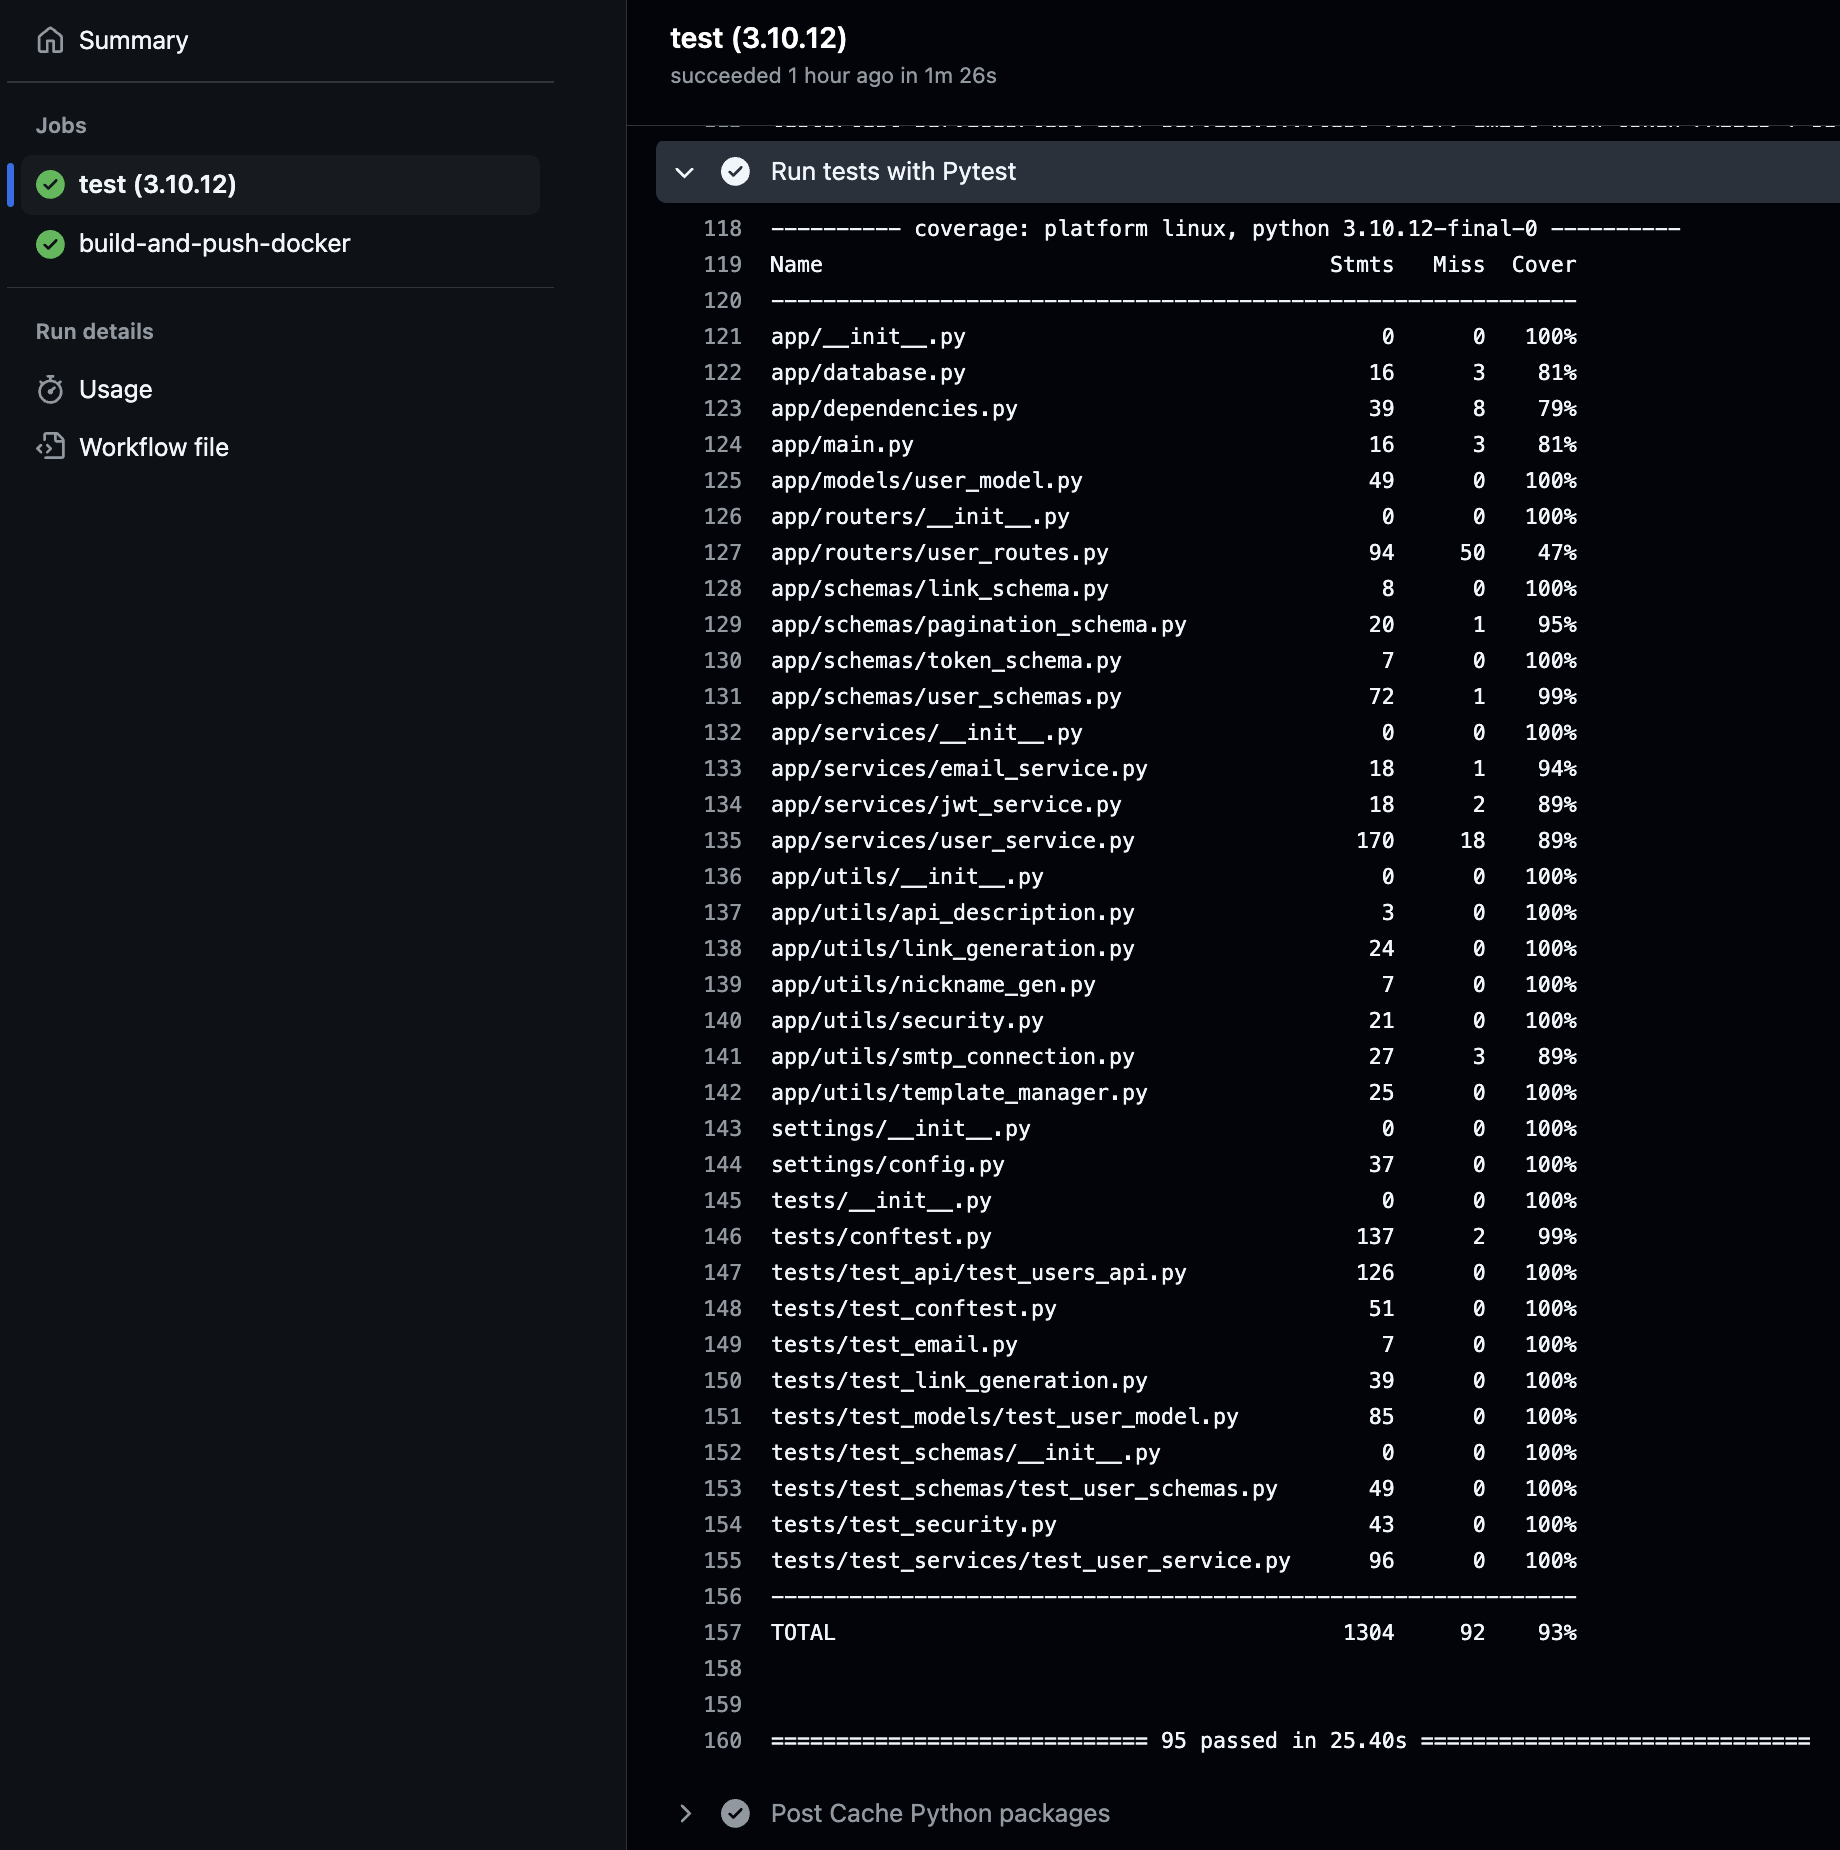 Summary
Jobs
test (3.10.12)
build-and-push-docker
Run details
Usage
Workflow file
test (3.10.12)
succeeded 1 hour ago in 1m 26s
Run tests with Pytest
118 ---------- coverage: platform linux, python 3.10.12-final-0 ----------
119 Name Stmts Miss Cover
120 --------------------------------------------------------------
121 app/__init__.py 0 0 100%
122 app/database.py 16 3 81%
123 app/dependencies.py 39 8 79%
124 app/main.py 16 3 81%
125 app/models/user_model.py 49 0 100%
126 app/routers/__init__.py 0 0 100%
127 app/routers/user_routes.py 94 50 47%
128 app/schemas/link_schema.py 8 0 100%
129 app/schemas/pagination_schema.py 20 1 95%
130 app/schemas/token_schema.py 7 0 100%
131 app/schemas/user_schemas.py 72 1 99%
132 app/services/__init__.py 0 0 100%
133 app/services/email_service.py 18 1 94%
134 app/services/jwt_service.py 18 2 89%
135 app/services/user_service.py 170 18 89%
136 app/utils/__init__.py 0 0 100%
137 app/utils/api_description.py 3 0 100%
138 app/utils/link_generation.py 24 0 100%
139 app/utils/nickname_gen.py 7 0 100%
140 app/utils/security.py 21 0 100%
141 app/utils/smtp_connection.py 27 3 89%
142 app/utils/template_manager.py 25 0 100%
143 settings/__init__.py 0 0 100%
144 settings/config.py 37 0 100%
145 tests/__init__.py 0 0 100%
146 tests/conftest.py 137 2 99%
147 tests/test_api/test_users_api.py 126 0 100%
148 tests/test_conftest.py 51 0 100%
149 tests/test_email.py 7 0 100%
150 tests/test_link_generation.py 39 0 100%
151 tests/test_models/test_user_model.py 85 0 100%
152 tests/test_schemas/__init__.py 0 0 100%
153 tests/test_schemas/test_user_schemas.py 49 0 100%
154 tests/test_security.py 43 0 100%
155 tests/test_services/test_user_service.py 96 0 100%
156 --------------------------------------------------------------
157 TOTAL 1304 92 93%
158
159
160 ============================= 95 passed in 25.40s ==============================
Post Cache Python packages